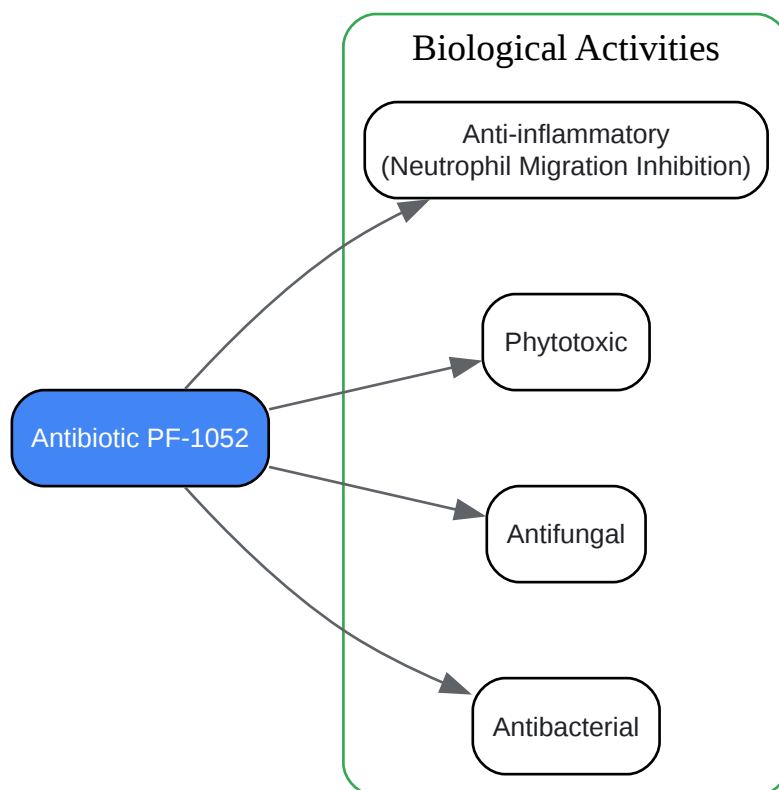 Biological Activities
Anti-inflammatory
(Neutrophil Migration Inhibition)
Phytotoxic
Antibiotic PF-1052
Antifungal
Antibacterial